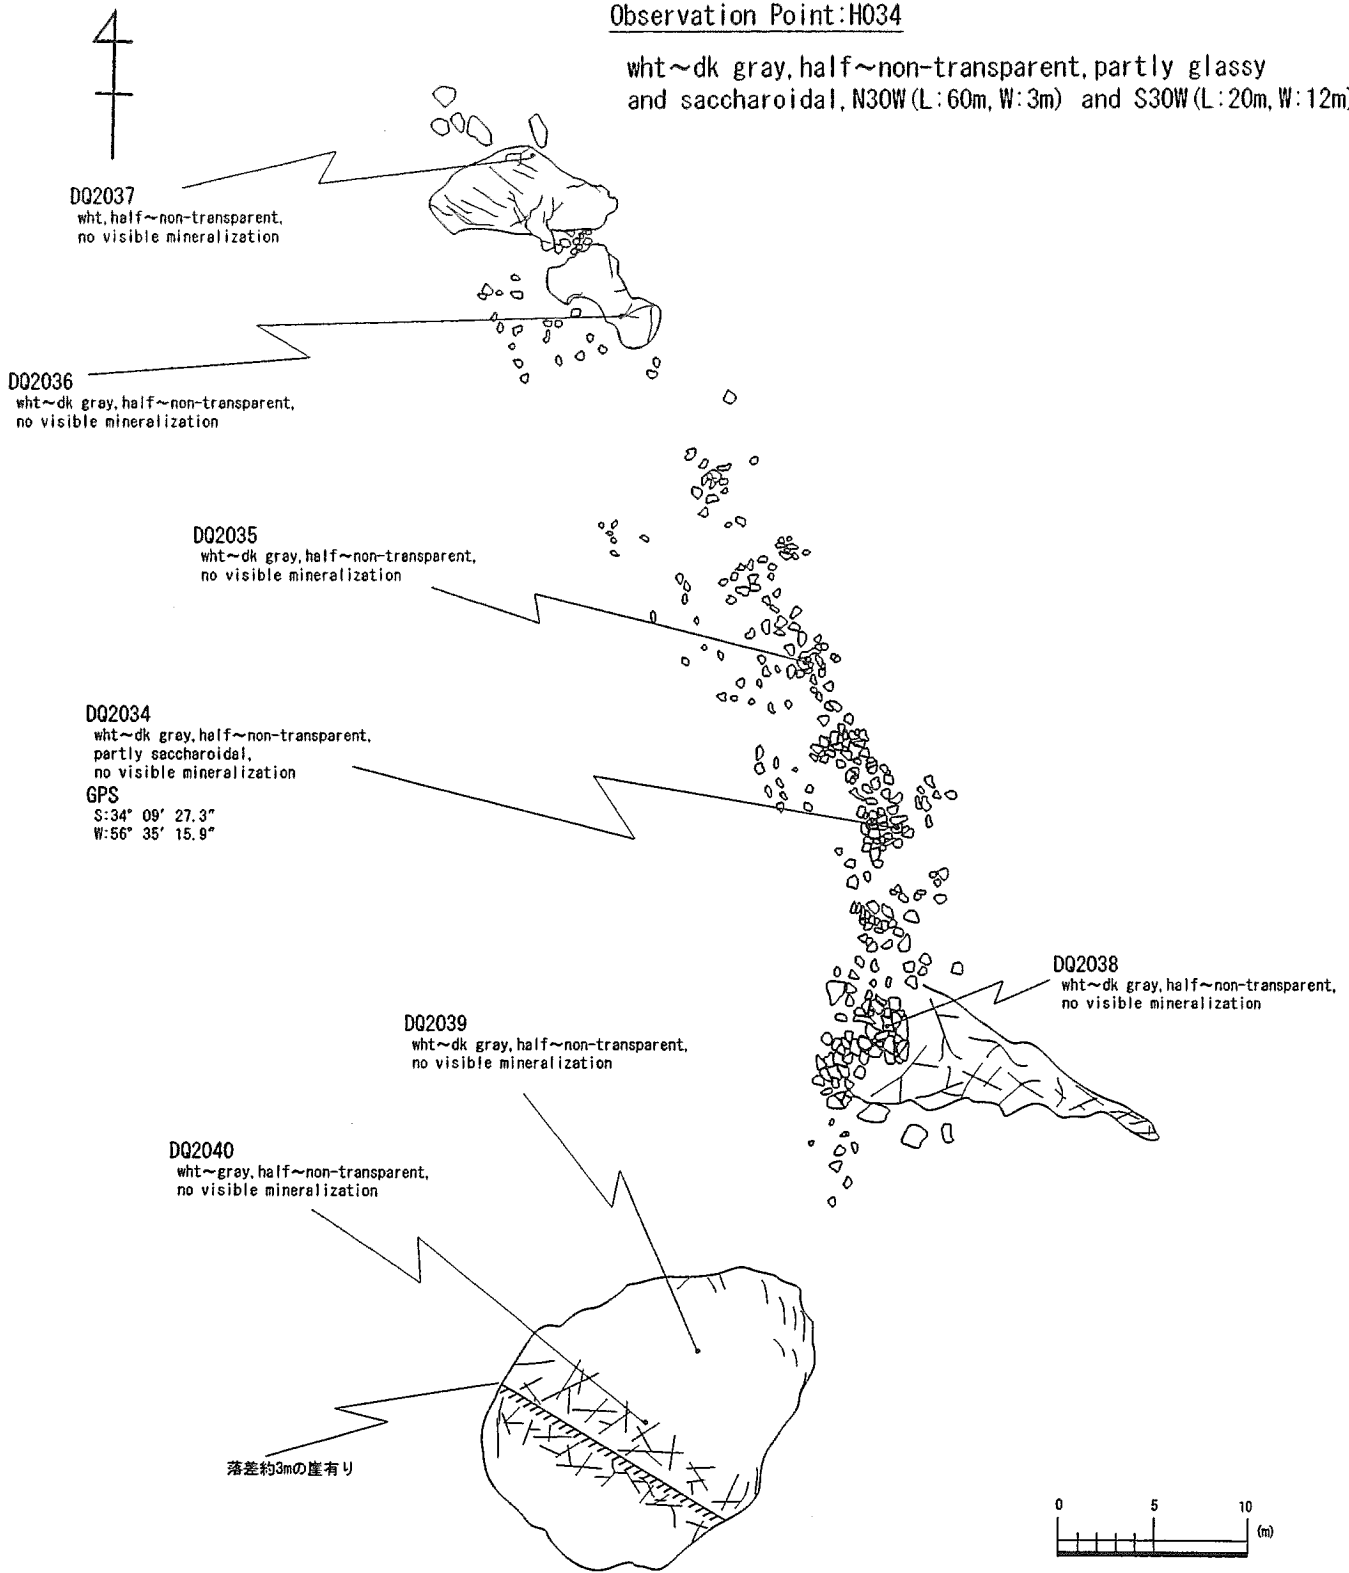 Observation Point:H034
wht~dk gray, half~non-transparent, partly glassy
and saccharoidal, N30W(L:60m, W:3m) and S30W(L:20m, W:12m)
DQ2037
wht, half~non-transparent,
no visible mineralization
DQ2036
wht~dk gray, half~non-transparent,
no visible mineralization
DQ2035
wht~dk gray, half~non-transparent,
no visible mineralization
DQ2034
wht~dk gray, half~non-transparent,
partly saccharoidal,
no visible mineralization
GPS
S:34° 09′ 27.3″
W:56° 35′ 15.9″
DQ2038
wht~dk gray, half~non-transparent,
no visible mineralization
DQ2039
wht~dk gray, half~non-transparent,
no visible mineralization
DQ2040
wht~gray, half~non-transparent,
no visible mineralization
落差約3mの崖有り
0 5 10
(m)